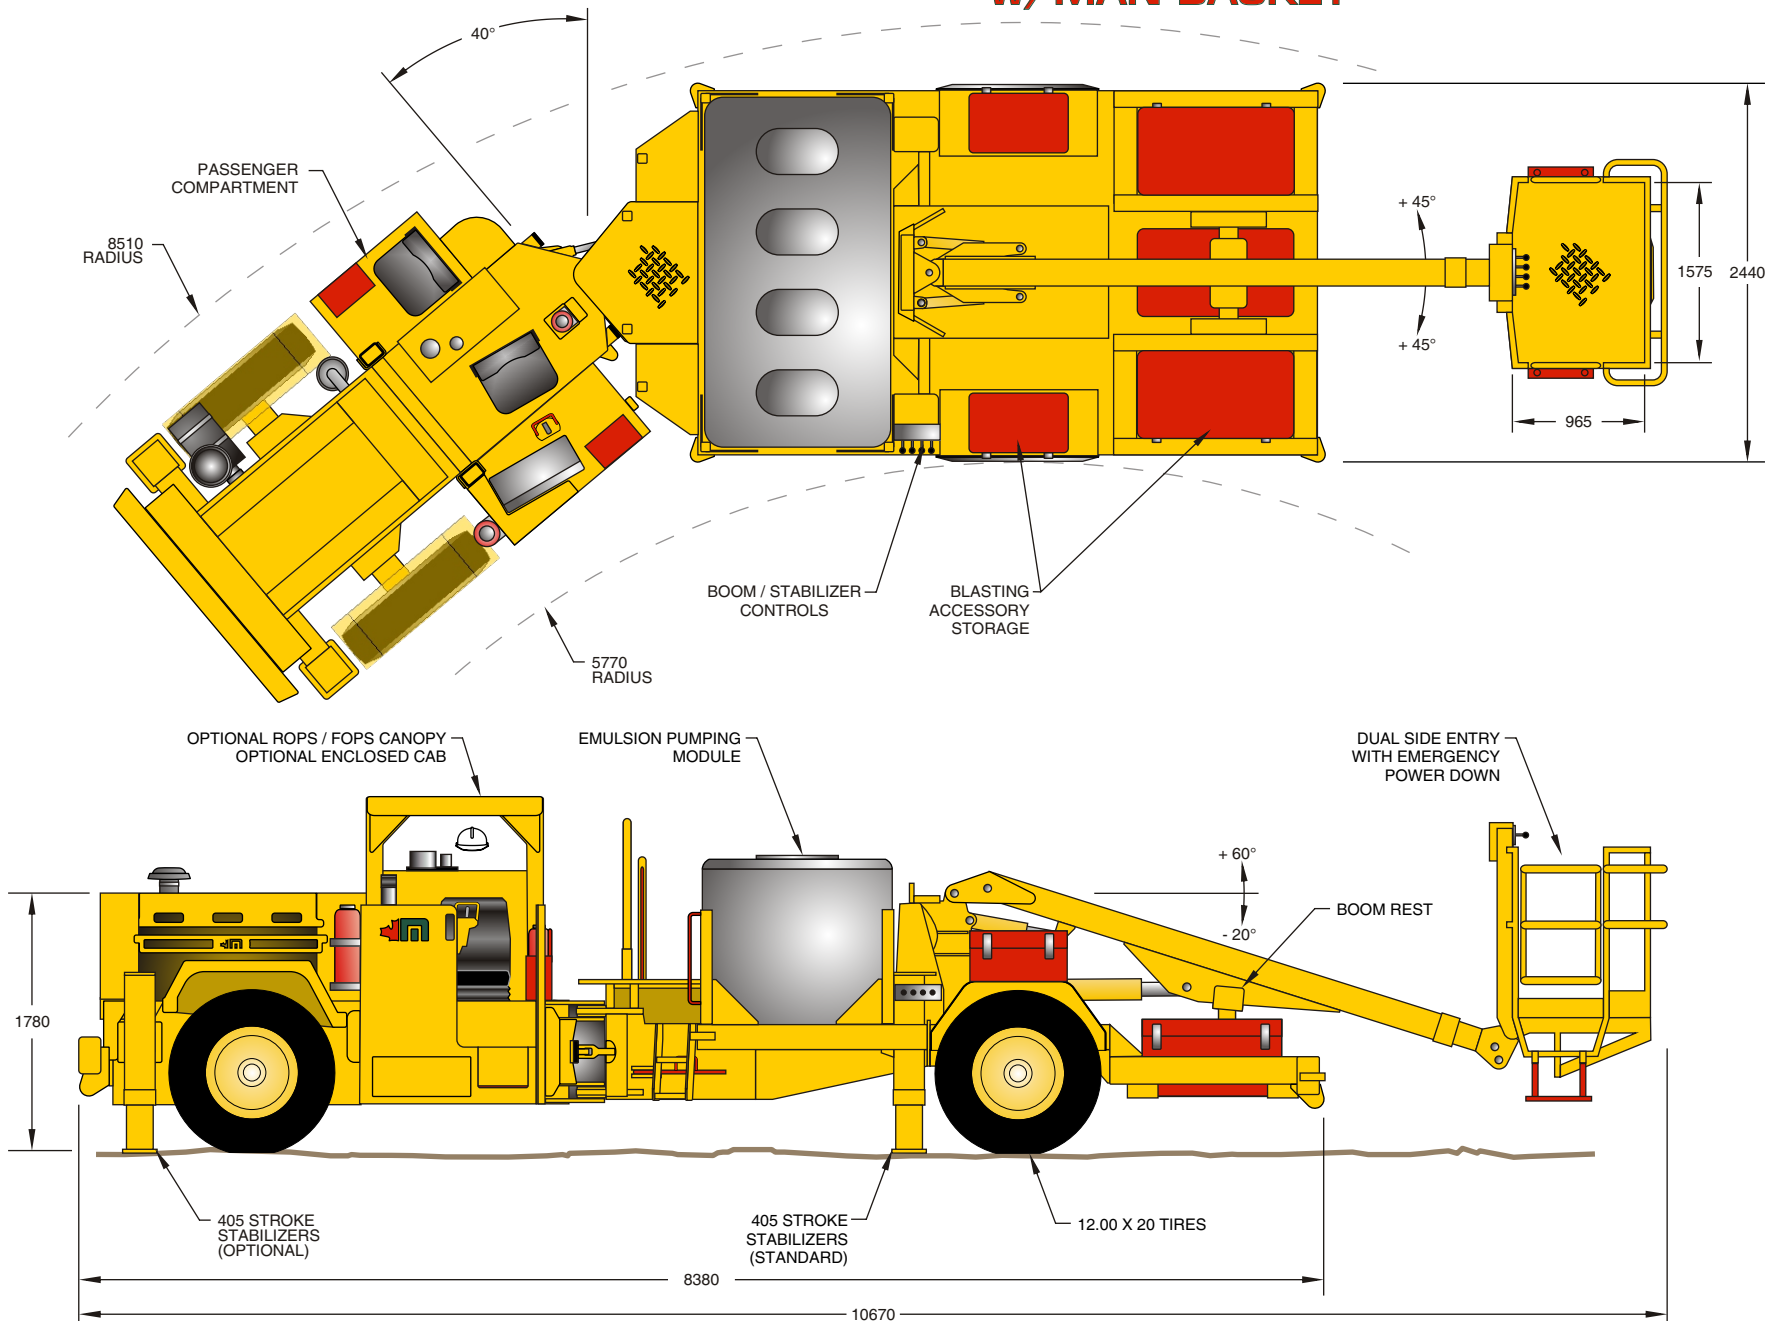 W/ MAN BASKET
40°
PASSENGER
COMPARTMENT
8510
RADIUS
+ 45°
+ 45°
1575
2440
965
BOOM / STABILIZER
CONTROLS
BLASTING
ACCESSORY
STORAGE
5770
RADIUS
OPTIONAL ROPS / FOPS CANOPY
OPTIONAL ENCLOSED CAB
EMULSION PUMPING
MODULE
DUAL SIDE ENTRY
WITH EMERGENCY
POWER DOWN
+ 60°
- 20°
BOOM REST
1780
405 STROKE
STABILIZERS
(OPTIONAL)
405 STROKE
STABILIZERS
(STANDARD)
12.00 X 20 TIRES
8380
10670